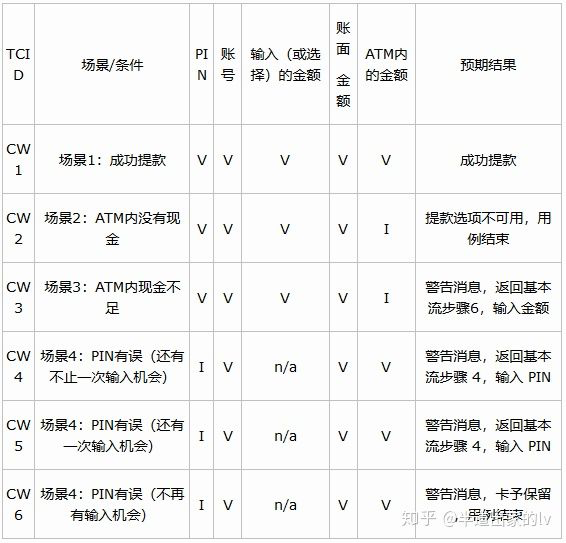 TCI
D
场景/条件
PI
N
账
号
输入（或选
择）的金额
账
面
金
额
ATM内
的金额
预期结果
CW
1
场景1：成功提款
V
V
V
V
V
成功提款
CW
2
场景2：ATM内没有现
金
V
V
V
V
I
提款选项不可用，用
例结束
CW
3
场景3：ATM内现金不
足
V
V
V
V
I
警告消息，返回基本
流步骤6，输入金额
CW
4
场景4：PIN有误（还有
不止一次输入机会）
I
V
n/a
V
V
警告消息，返回基本
流步骤 4，输入 PIN
CW
5
场景4：PIN有误（还有
一次输入机会）
I
V
n/a
V
V
警告消息，返回基本
流步骤 4，输入 PIN
CW
6
场景4：PIN有误（不再
有输入机会）
I
V
n/a
V
V
警告消息，卡予保留
，用例结束
知乎